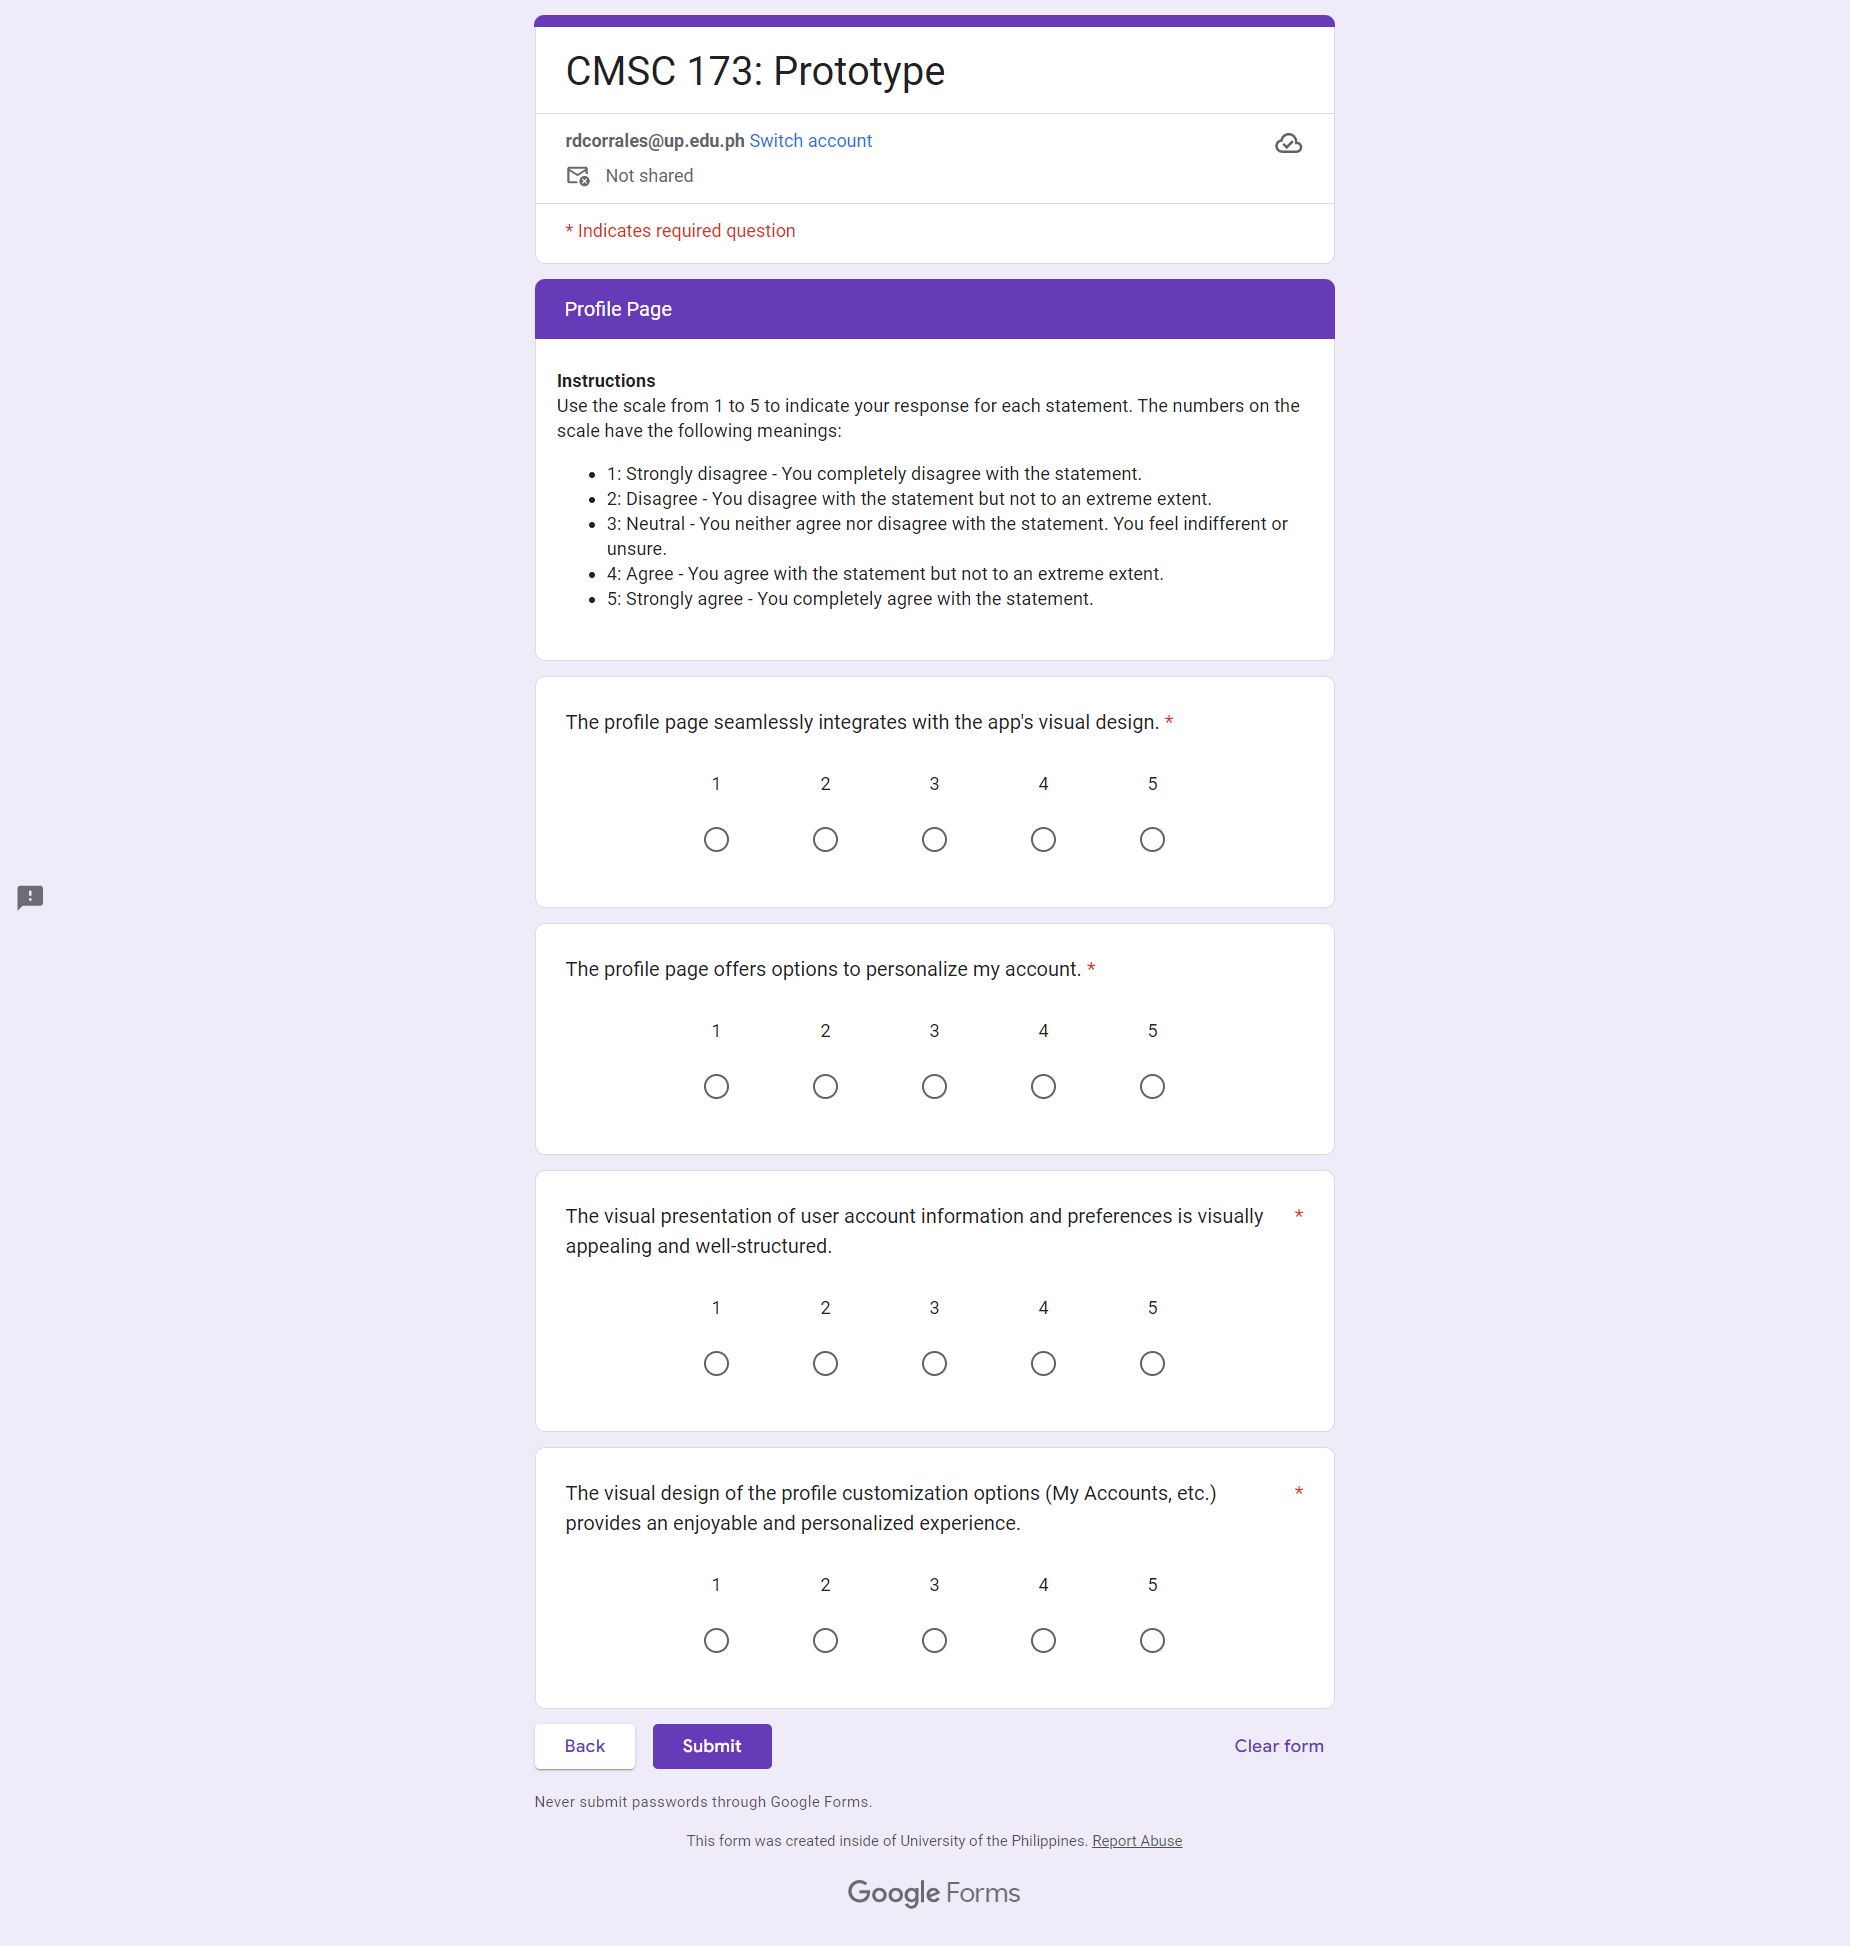 CMSC 173: Prototype
rdcorrales@up.edu.ph Switch account
Not shared
* Indicates required question
Profile Page
Instructions
Use the scale from 1 to 5 to indicate your response for each statement. The numbers on the
scale have the following meanings:
1: Strongly disagree - You completely disagree with the statement.
2: Disagree - You disagree with the statement but not to an extreme extent.
3: Neutral - You neither agree nor disagree with the statement. You feel indifferent or
unsure.
4: Agree - You agree with the statement but not to an extreme extent.
5: Strongly agree - You completely agree with the statement.
The profile page seamlessly integrates with the app's visual design. *
1 2 3 4 5
The profile page offers options to personalize my account. *
1 2 3 4 5
The visual presentation of user account information and preferences is visually *
appealing and well-structured.
1 2 3 4 5
The visual design of the profile customization options (My Accounts, etc.) *
provides an enjoyable and personalized experience.
1 2 3 4 5
Back Submit Clear form
Never submit passwords through Google Forms.
This form was created inside of University of the Philippines. Report Abuse
Google Forms